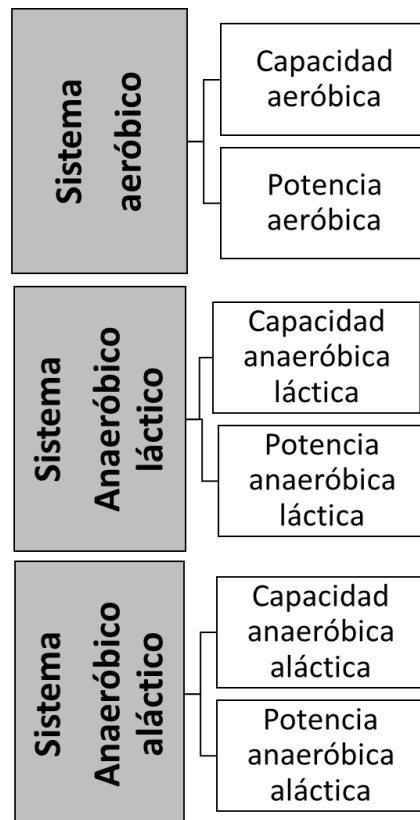 Sistema
aeróbico
Capacidad
aeróbica
Potencia
aeróbica
Sistema
Anaeróbico
láctico
Capacidad
anaeróbica
láctica
Potencia
anaeróbica
láctica
Sistema
Anaeróbico
aláctico
Capacidad
anaeróbica
aláctica
Potencia
anaeróbica
aláctica